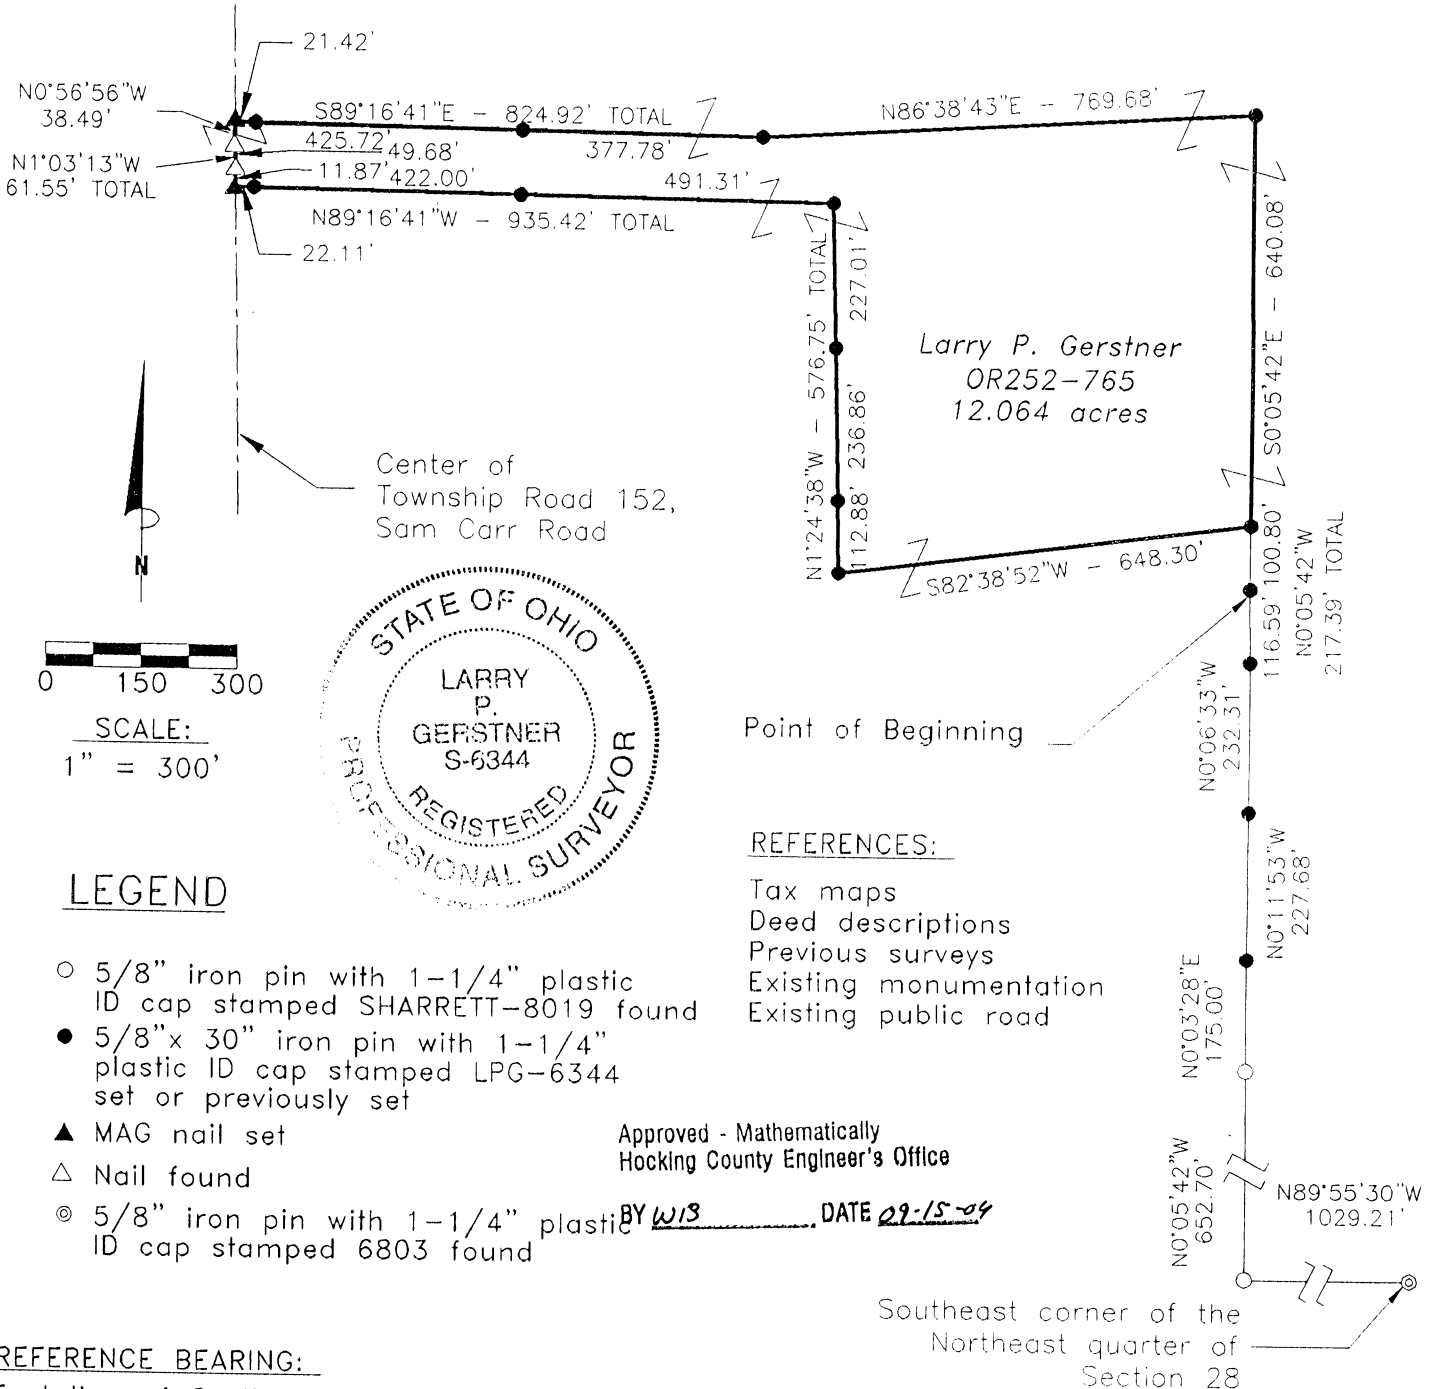 21.42'
N0°56'56"W
38.49'
S89°16'41"E - 824.92' TOTAL
N86°38'43"E - 769.68'
425.72
49.68'
377.78'
N1°03'13"W
61.55' TOTAL
11.87'
422.00'
491.31'
N89°16'41"W - 935.42' TOTAL
22.11'
N1°24'38"W - 576.75' TOTAL
227.01'
236.86'
112.88'
Larry P. Gerstner
OR252-765
12.064 acres
S0°05'42"E - 640.08'
Center of
Township Road 152,
Sam Carr Road
S82°38'52"W - 648.30'
100.80'
116.59'
N0°05'42"W
217.39' TOTAL
N
0 150 300
SCALE:
1" = 300'
STATE OF OHIO
LARRY
P.
GERSTNER
S-6344
REGISTERED
PROFESSIONAL SURVEYOR
Point of Beginning
N0°06'33"W
232.31'
N0°11'53"W
227.68'
N0°03'28"E
175.00'
N0°05'42"W
652.70'
N89°55'30"W
1029.21'
REFERENCES:
Tax maps
Deed descriptions
Previous surveys
Existing monumentation
Existing public road
LEGEND
5/8" iron pin with 1-1/4" plastic
ID cap stamped SHARRETT-8019 found
5/8"x 30" iron pin with 1-1/4"
plastic ID cap stamped LPG-6344
set or previously set
MAG nail set
Nail found
5/8" iron pin with 1-1/4" plastic
ID cap stamped 6803 found
Approved - Mathematically
Hocking County Engineer's Office
BY WB DATE 09-15-04
Southeast corner of the
Northeast quarter of
Section 28
REFERENCE BEARING: